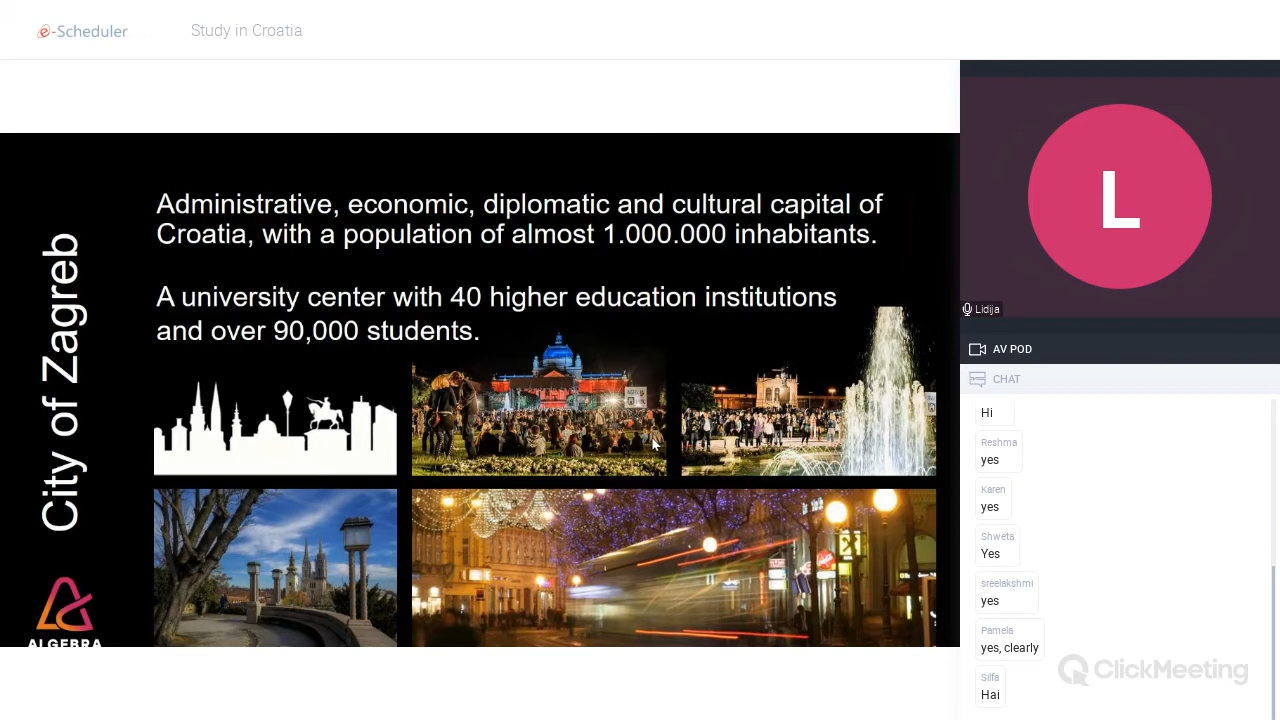 e-Scheduler
Study in Croatia
City of Zagreb
Administrative, economic, diplomatic and cultural capital of
Croatia, with a population of almost 1.000.000 inhabitants.
A university center with 40 higher education institutions
and over 90,000 students.
ALGEBRA
L
Lidija
AV POD
CHAT
Hi
Reshma
yes
Karen
yes
Shweta
Yes
sreelakshmi
yes
Pamela
yes, clearly
Silfa
Hai
ClickMeeting